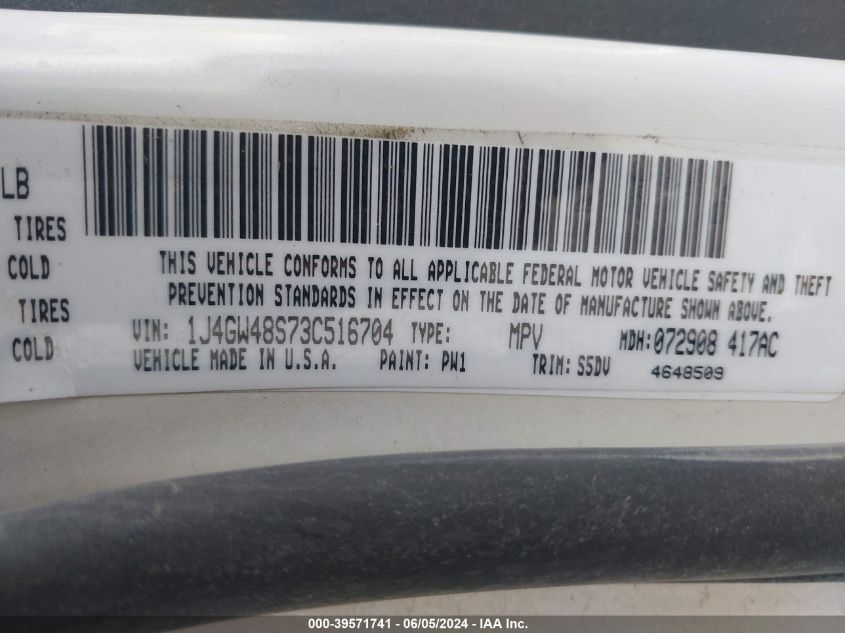 LB
TIRES
COLD
TIRES
COLD
THIS VEHICLE CONFORMS TO ALL APPLICABLE FEDERAL MOTOR VEHICLE SAFETY AND THEFT
PREVENTION STANDARDS IN EFFECT ON THE DATE OF MANUFACTURE SHOWN ABOVE.
VIN: 1J4GW48S73C516704 TYPE: MPV MDH:072908 417AC
VEHICLE MADE IN U.S.A. PAINT: PW1 TRIM: S5DV 4648509
000-39571741 - 06/05/2024 - IAA Inc.